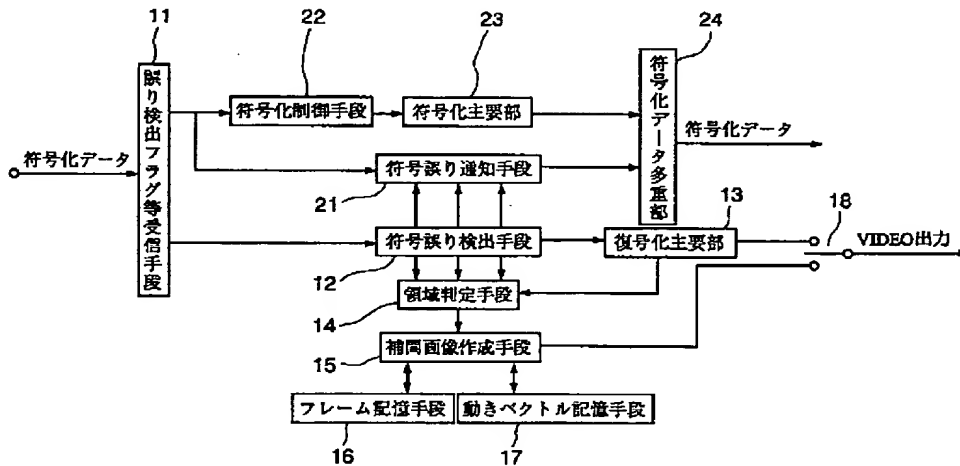 11
22
23
24
誤り検出フラグ等受信手段
符号化制御手段
符号化主要部
符号化データ多重部
符号化データ
符号化データ
符号誤り通知手段
21
13
18
符号誤り検出手段
復号化主要部
VIDEO出力
12
領域判定手段
14
補間画像作成手段
15
フレーム記憶手段
動きベクトル記憶手段
16
17